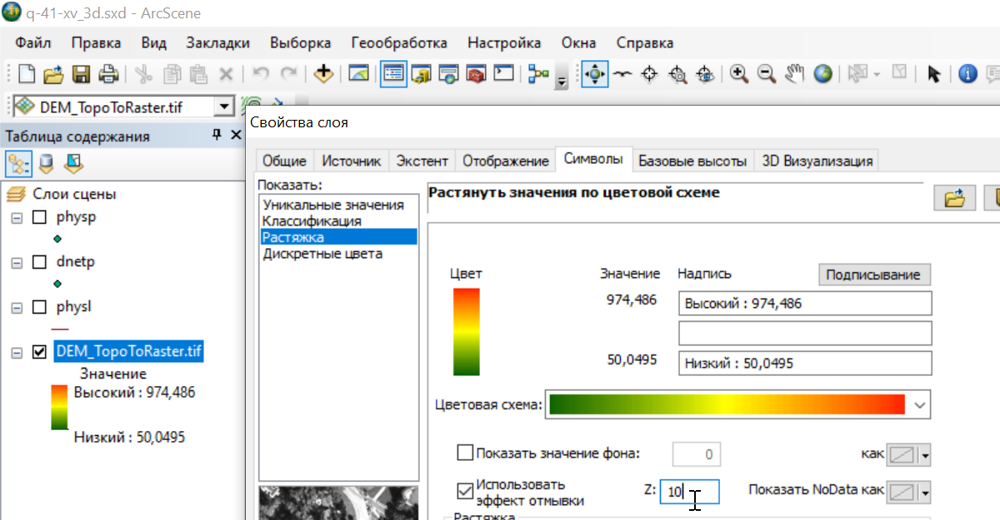 q-41-xv_3d.sxd - ArcScene
Файл Правка Вид Закладки Выборка Геообработка Настройка Окна Справка
DEM_TopoToRaster.tif
Таблица содержания
Слои сцены
physp
dnetp
physl
DEM_TopoToRaster.tif
Значение
Высокий : 974,486
Низкий : 50,0495
Свойства слоя
Общие Источник Экстент Отображение Символы Базовые высоты 3D Визуализация
Показать:
Уникальные значения
Классификация
Растяжка
Дискретные цвета
Растянуть значения по цветовой схеме
Цвет Значение Надпись Подписывание
974,486 Высокий : 974,486
50,0495 Низкий : 50,0495
Цветовая схема:
Показать значение фона: 0 как
Использовать
эффект отмывки Z: 10 Показать NoData как
Растяжка